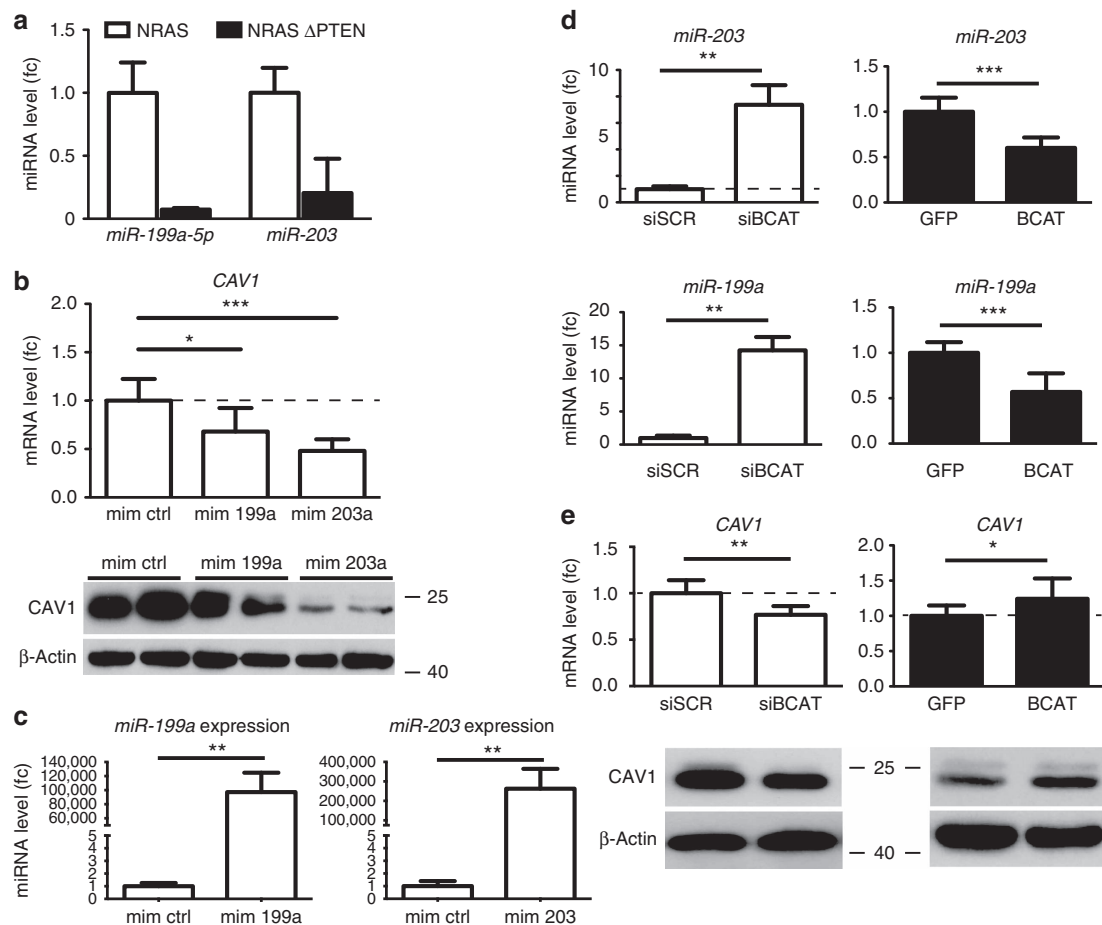 a
NRAS
NRAS ΔPTEN
miRNA level (fc)
1.5
1.0
0.5
0
miR-199a-5p
miR-203
b
CAV1
mRNA level (fc)
2.0
1.5
1.0
0.5
0.0
***
*
mim ctrl
mim 199a
mim 203a
mim ctrl
mim 199a
mim 203a
CAV1
β-Actin
25
40
c
miR-199a expression
miRNA level (fc)
140,000
120,000
100,000
80,000
60,000
5
4
3
2
1
0
**
mim ctrl
mim 199a
miR-203 expression
400,000
300,000
200,000
100,000
5
4
3
2
1
0
**
mim ctrl
mim 203
d
miR-203
miRNA level (fc)
10
5
2
0
**
siSCR
siBCAT
miR-203
1.5
1.0
0.5
0.0
***
GFP
BCAT
miR-199a
miRNA level (fc)
20
15
10
5
0
**
siSCR
siBCAT
miR-199a
1.5
1.0
0.5
0.0
***
GFP
BCAT
e
CAV1
mRNA level (fc)
1.5
1.0
0.5
0.0
**
siSCR
siBCAT
CAV1
2.0
1.5
1.0
0.5
0.0
*
GFP
BCAT
CAV1
β-Actin
25
40